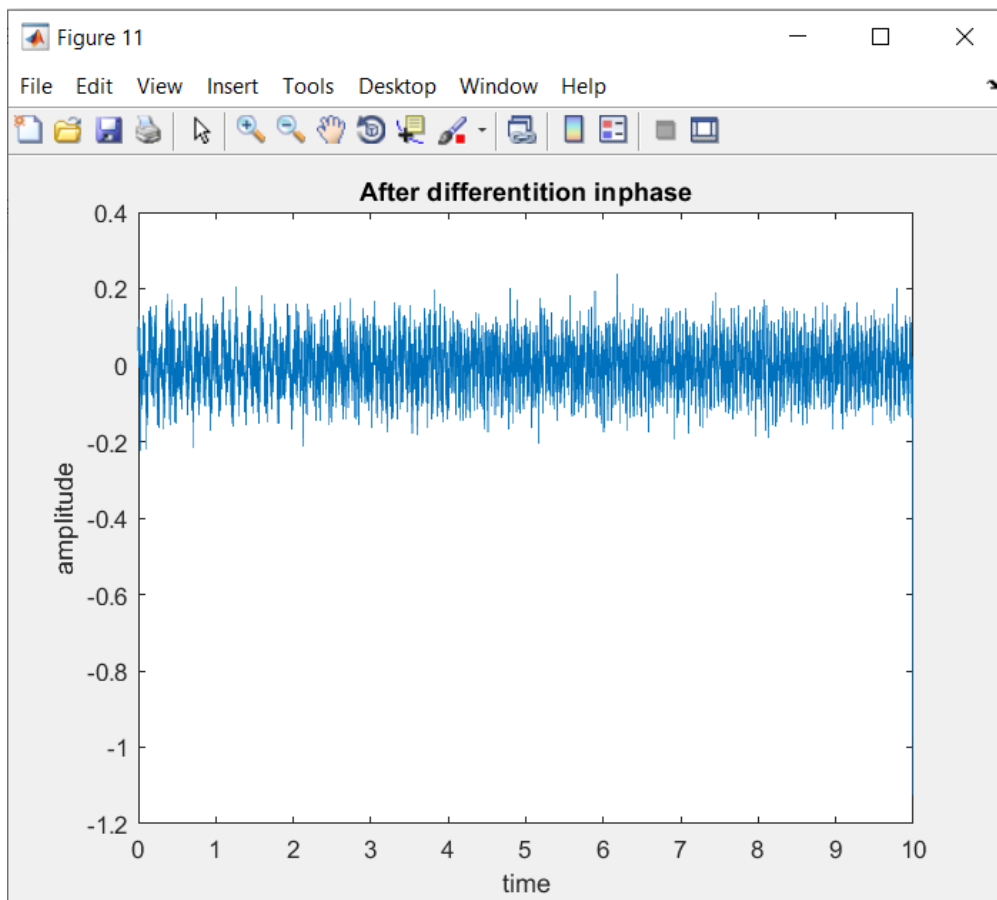 Figure 11
File Edit View Insert Tools Desktop Window Help
After differentition inphase
0.4
0.2
0
-0.2
-0.4
-0.6
-0.8
-1
-1.2
amplitude
0 1 2 3 4 5 6 7 8 9 10
time